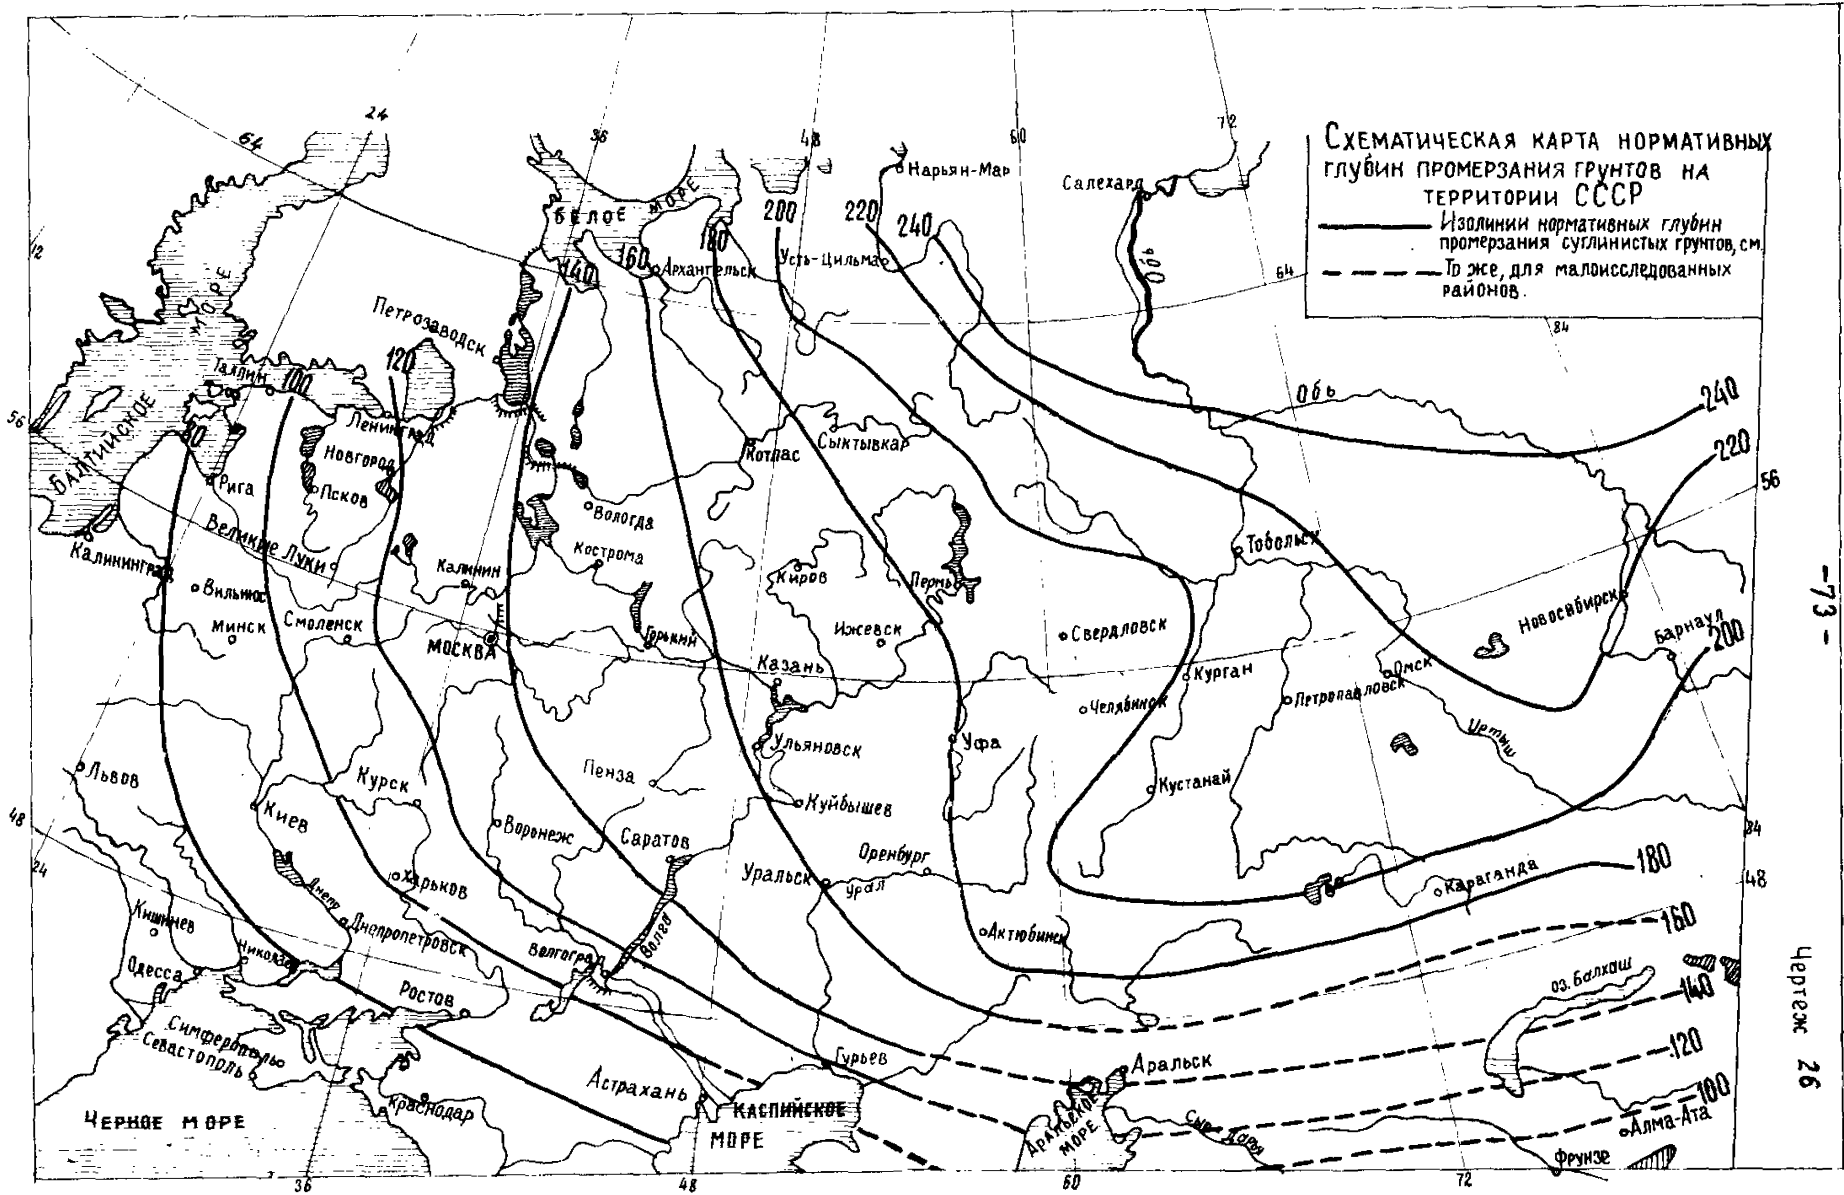 Схематическая карта нормативных
глубин промерзания грунтов на
территории СССР
Изолинии нормативных глубин
промерзания суглинистых грунтов, см.
То же, для малоисследованных
районов.
24
64
36
48
60
72
12
Нарьян-Мар
Салехард
Белое море
200
220
240
180
160
140
Усть-Цильма
Архангельск
Обь
64
84
Море
Петрозаводск
Таллин
100
120
Ленинград
Обь
240
56
Балтийское
80
Новгород
Псков
Рига
Котлас
Сыктывкар
220
56
Вологда
Великие Луки
Калининград
Калинин
Кострома
Киров
Пермь
Тобольск
Вильнюс
Минск
Смоленск
Москва
Горький
Ижевск
Свердловск
Новосибирск
Барнаул
200
Казань
Курган
Омск
Петропавловск
Челябинск
Иртыш
Львов
Курск
Пенза
Ульяновск
Уфа
Кустанай
48
Киев
Воронеж
Саратов
Куйбышев
84
24
Оренбург
Уральск
Урал
Харьков
Караганда
180
48
Днепр
Кишинев
Днепропетровск
Волга
Актюбинск
160
Николаев
Волгоград
Одесса
Ростов
оз. Балхаш
140
Симферополь
Севастополь
Гурьев
Аральск
120
Астрахань
100
Краснодар
Каспийское
море
Черное море
Аральское
море
Сыр-Дарья
Алма-Ата
Фрунзе
36
48
60
72
-73-
Чертеж 26